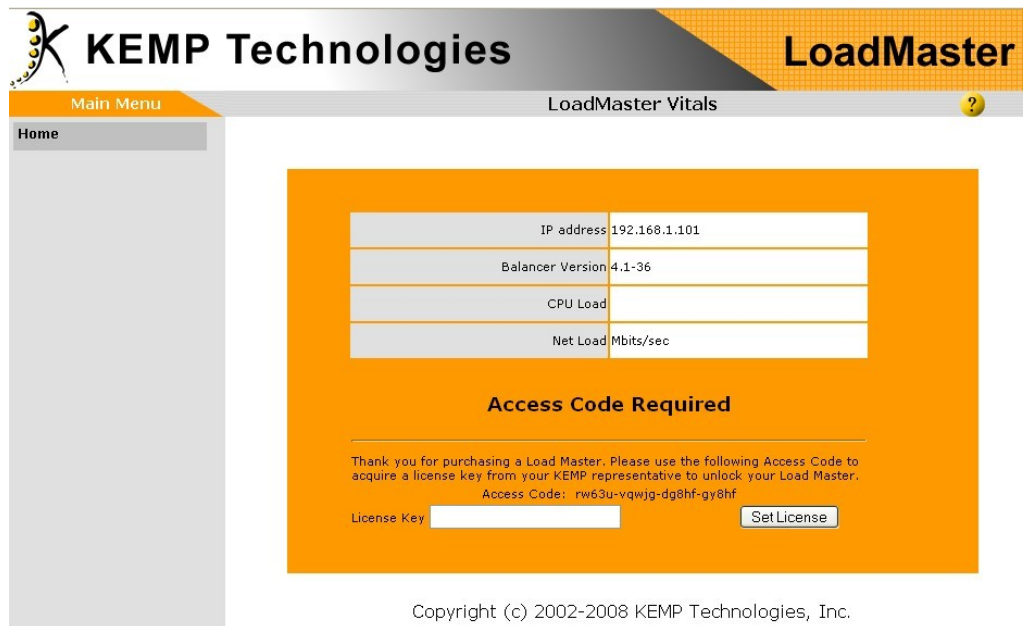 KEMP Technologies
LoadMaster
Main Menu
LoadMaster Vitals
?
Home
IP address 192.168.1.101
Balancer Version 4.1-36
CPU Load
Net Load Mbits/sec
Access Code Required
Thank you for purchasing a Load Master. Please use the following Access Code to
acquire a license key from your KEMP representative to unlock your Load Master.
Access Code: rw63u-vqwjg-dg8hf-gy8hf
License Key
Set License
Copyright (c) 2002-2008 KEMP Technologies, Inc.